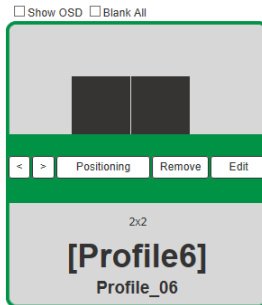 Show OSD Blank All
< > Positioning Remove Edit
2x2
[Profile6]
Profile_06